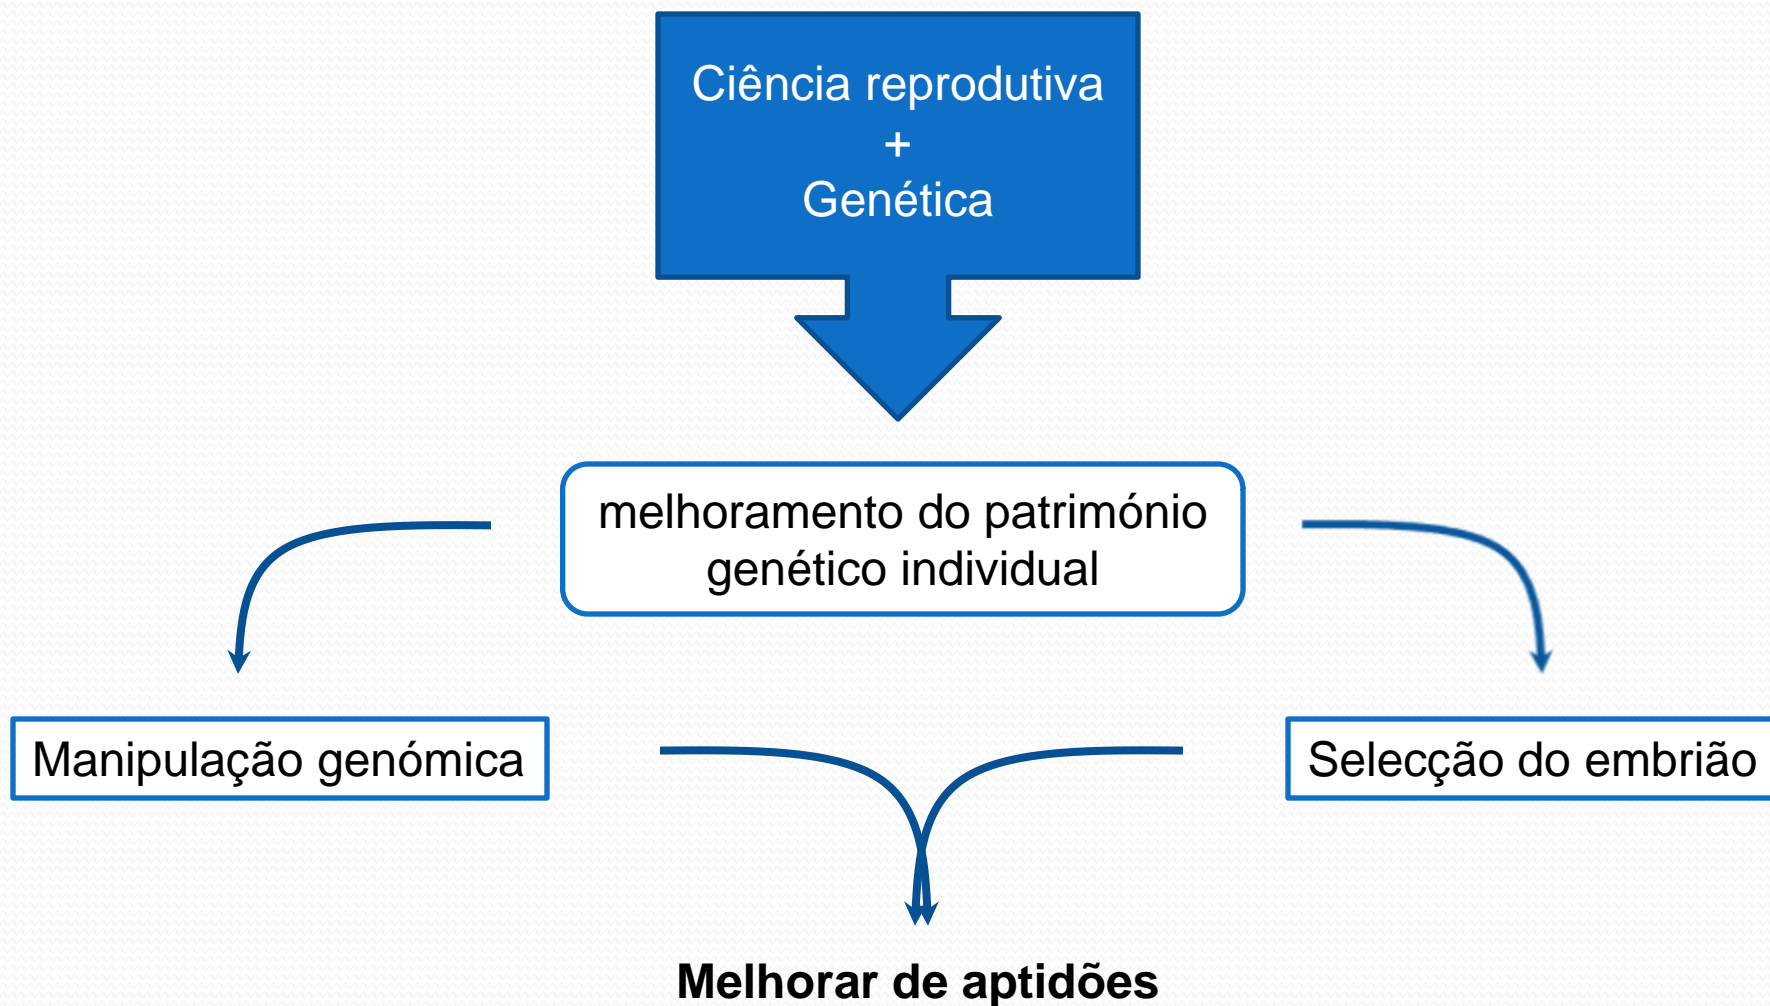 Ciência reprodutiva
+
Genética
melhoramento do património
genético individual
Manipulação genómica
Selecção do embrião
Melhorar de aptidões